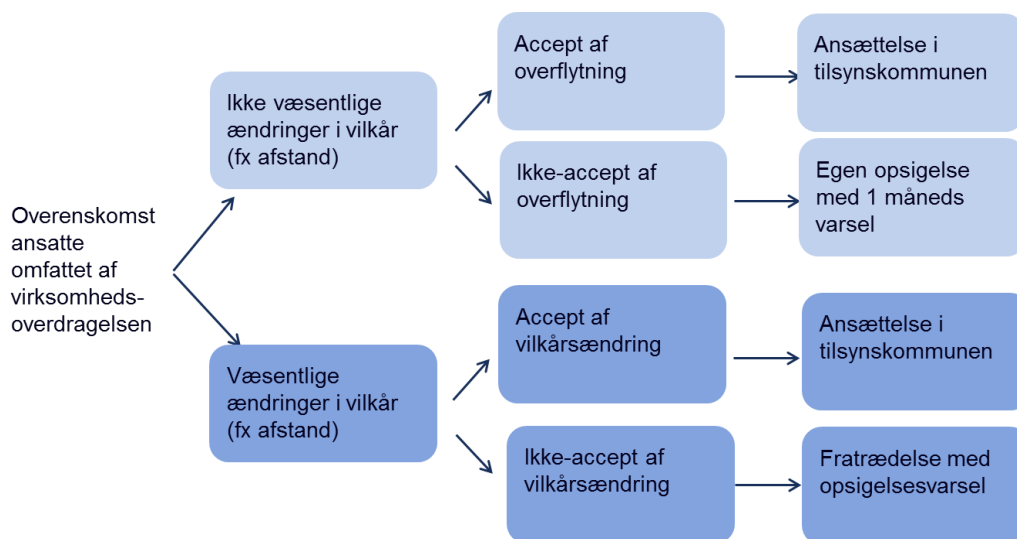 Overenskomst
ansatte
omfattet af
virksomheds-
overdragelsen
Ikke væsentlige
ændringer i vilkår
(fx afstand)
Accept af
overflytning
Ansættelse i
tilsynskommunen
Ikke-accept af
overflytning
Egen opsigelse
med 1 måneds
varsel
Væsentlige
ændringer i vilkår
(fx afstand)
Accept af
vilkårsændring
Ansættelse i
tilsynskommunen
Ikke-accept af
vilkårsændring
Fratrædelse med
opsigelsesvarsel